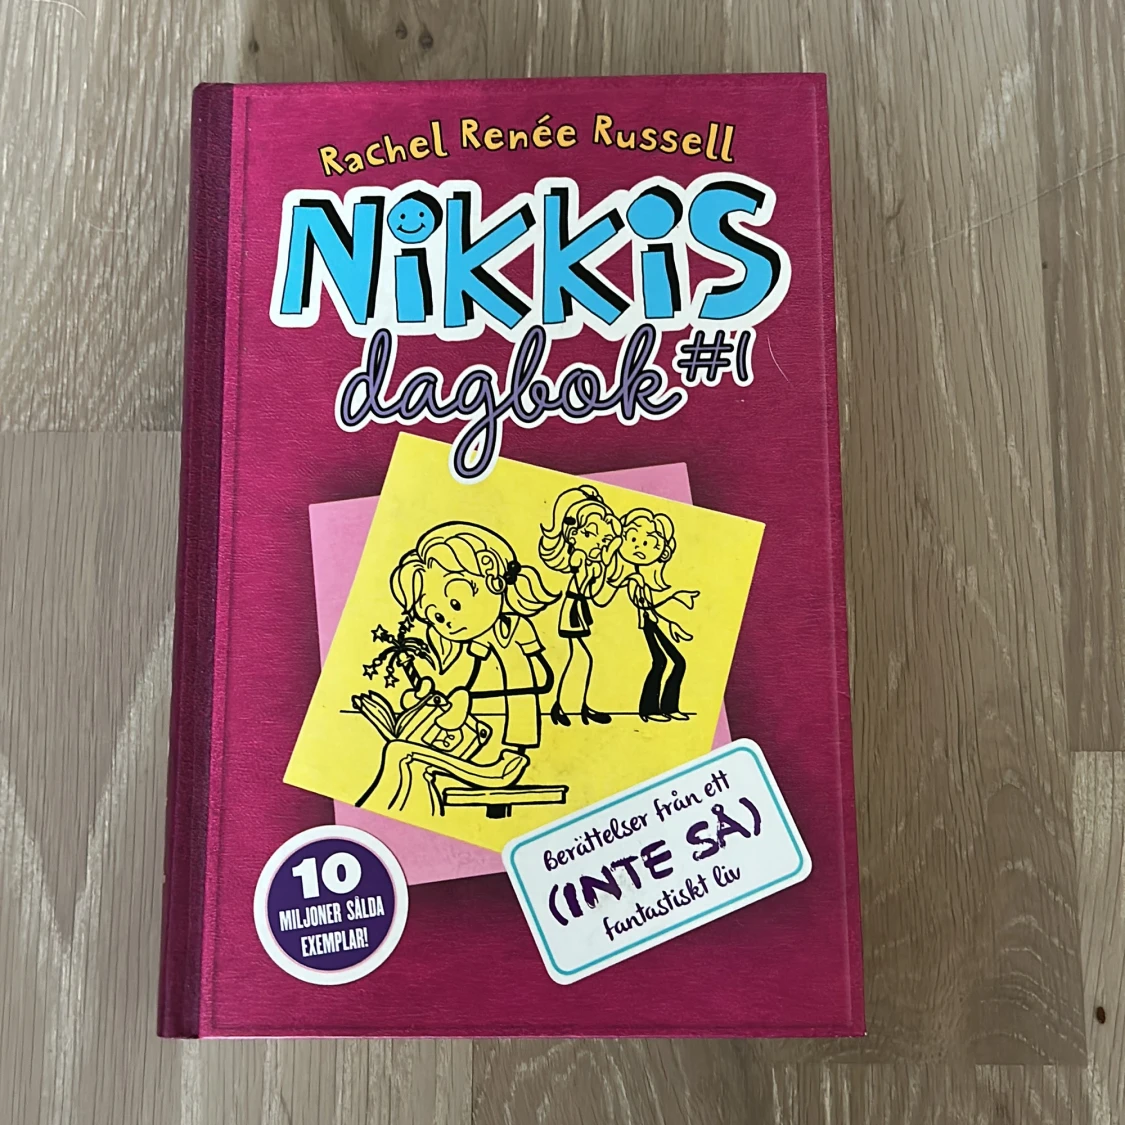 Rachel Renée Russell
NiKKiS
dagbok #1
Berättelser från ett
(INTE SÅ)
fantastiskt liv
10
MILJONER SÅLDA
EXEMPLAR!